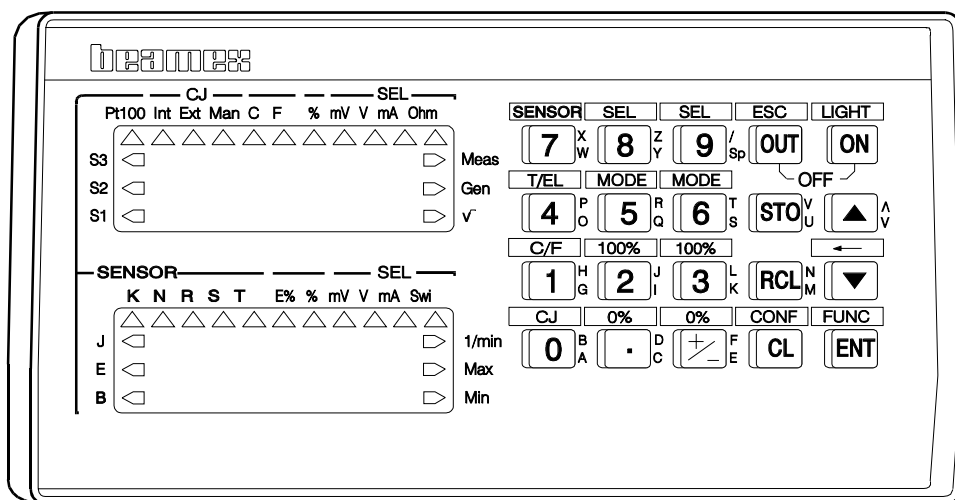 beamex
CJ SEL
Pt100 Int Ext Man C F % mV V mA Ohm
S3 Meas
S2 Gen
S1 √
SENSOR SEL
K N R S T E% % mV V mA Swi
J 1/min
E Max
B Min
SENSOR SEL SEL ESC LIGHT
7 X W 8 Z Y 9 / Sp OUT ON
OFF
T/EL MODE MODE
4 P O 5 R Q 6 T S STO V U ▲ Λ V
C/F 100% 100% ←
1 H G 2 J I 3 L K RCL N M ▼
CJ 0% 0% CONF FUNC
0 B A . D C +/− F E CL ENT